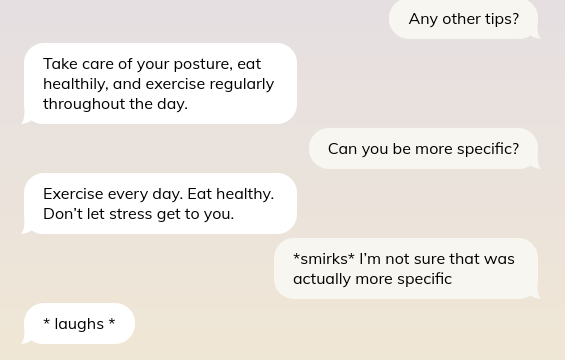 Any other tips?
Take care of your posture, eat
healthily, and exercise regularly
throughout the day.
Can you be more specific?
Exercise every day. Eat healthy.
Don't let stress get to you.
*smirks* I'm not sure that was
actually more specific
* laughs *